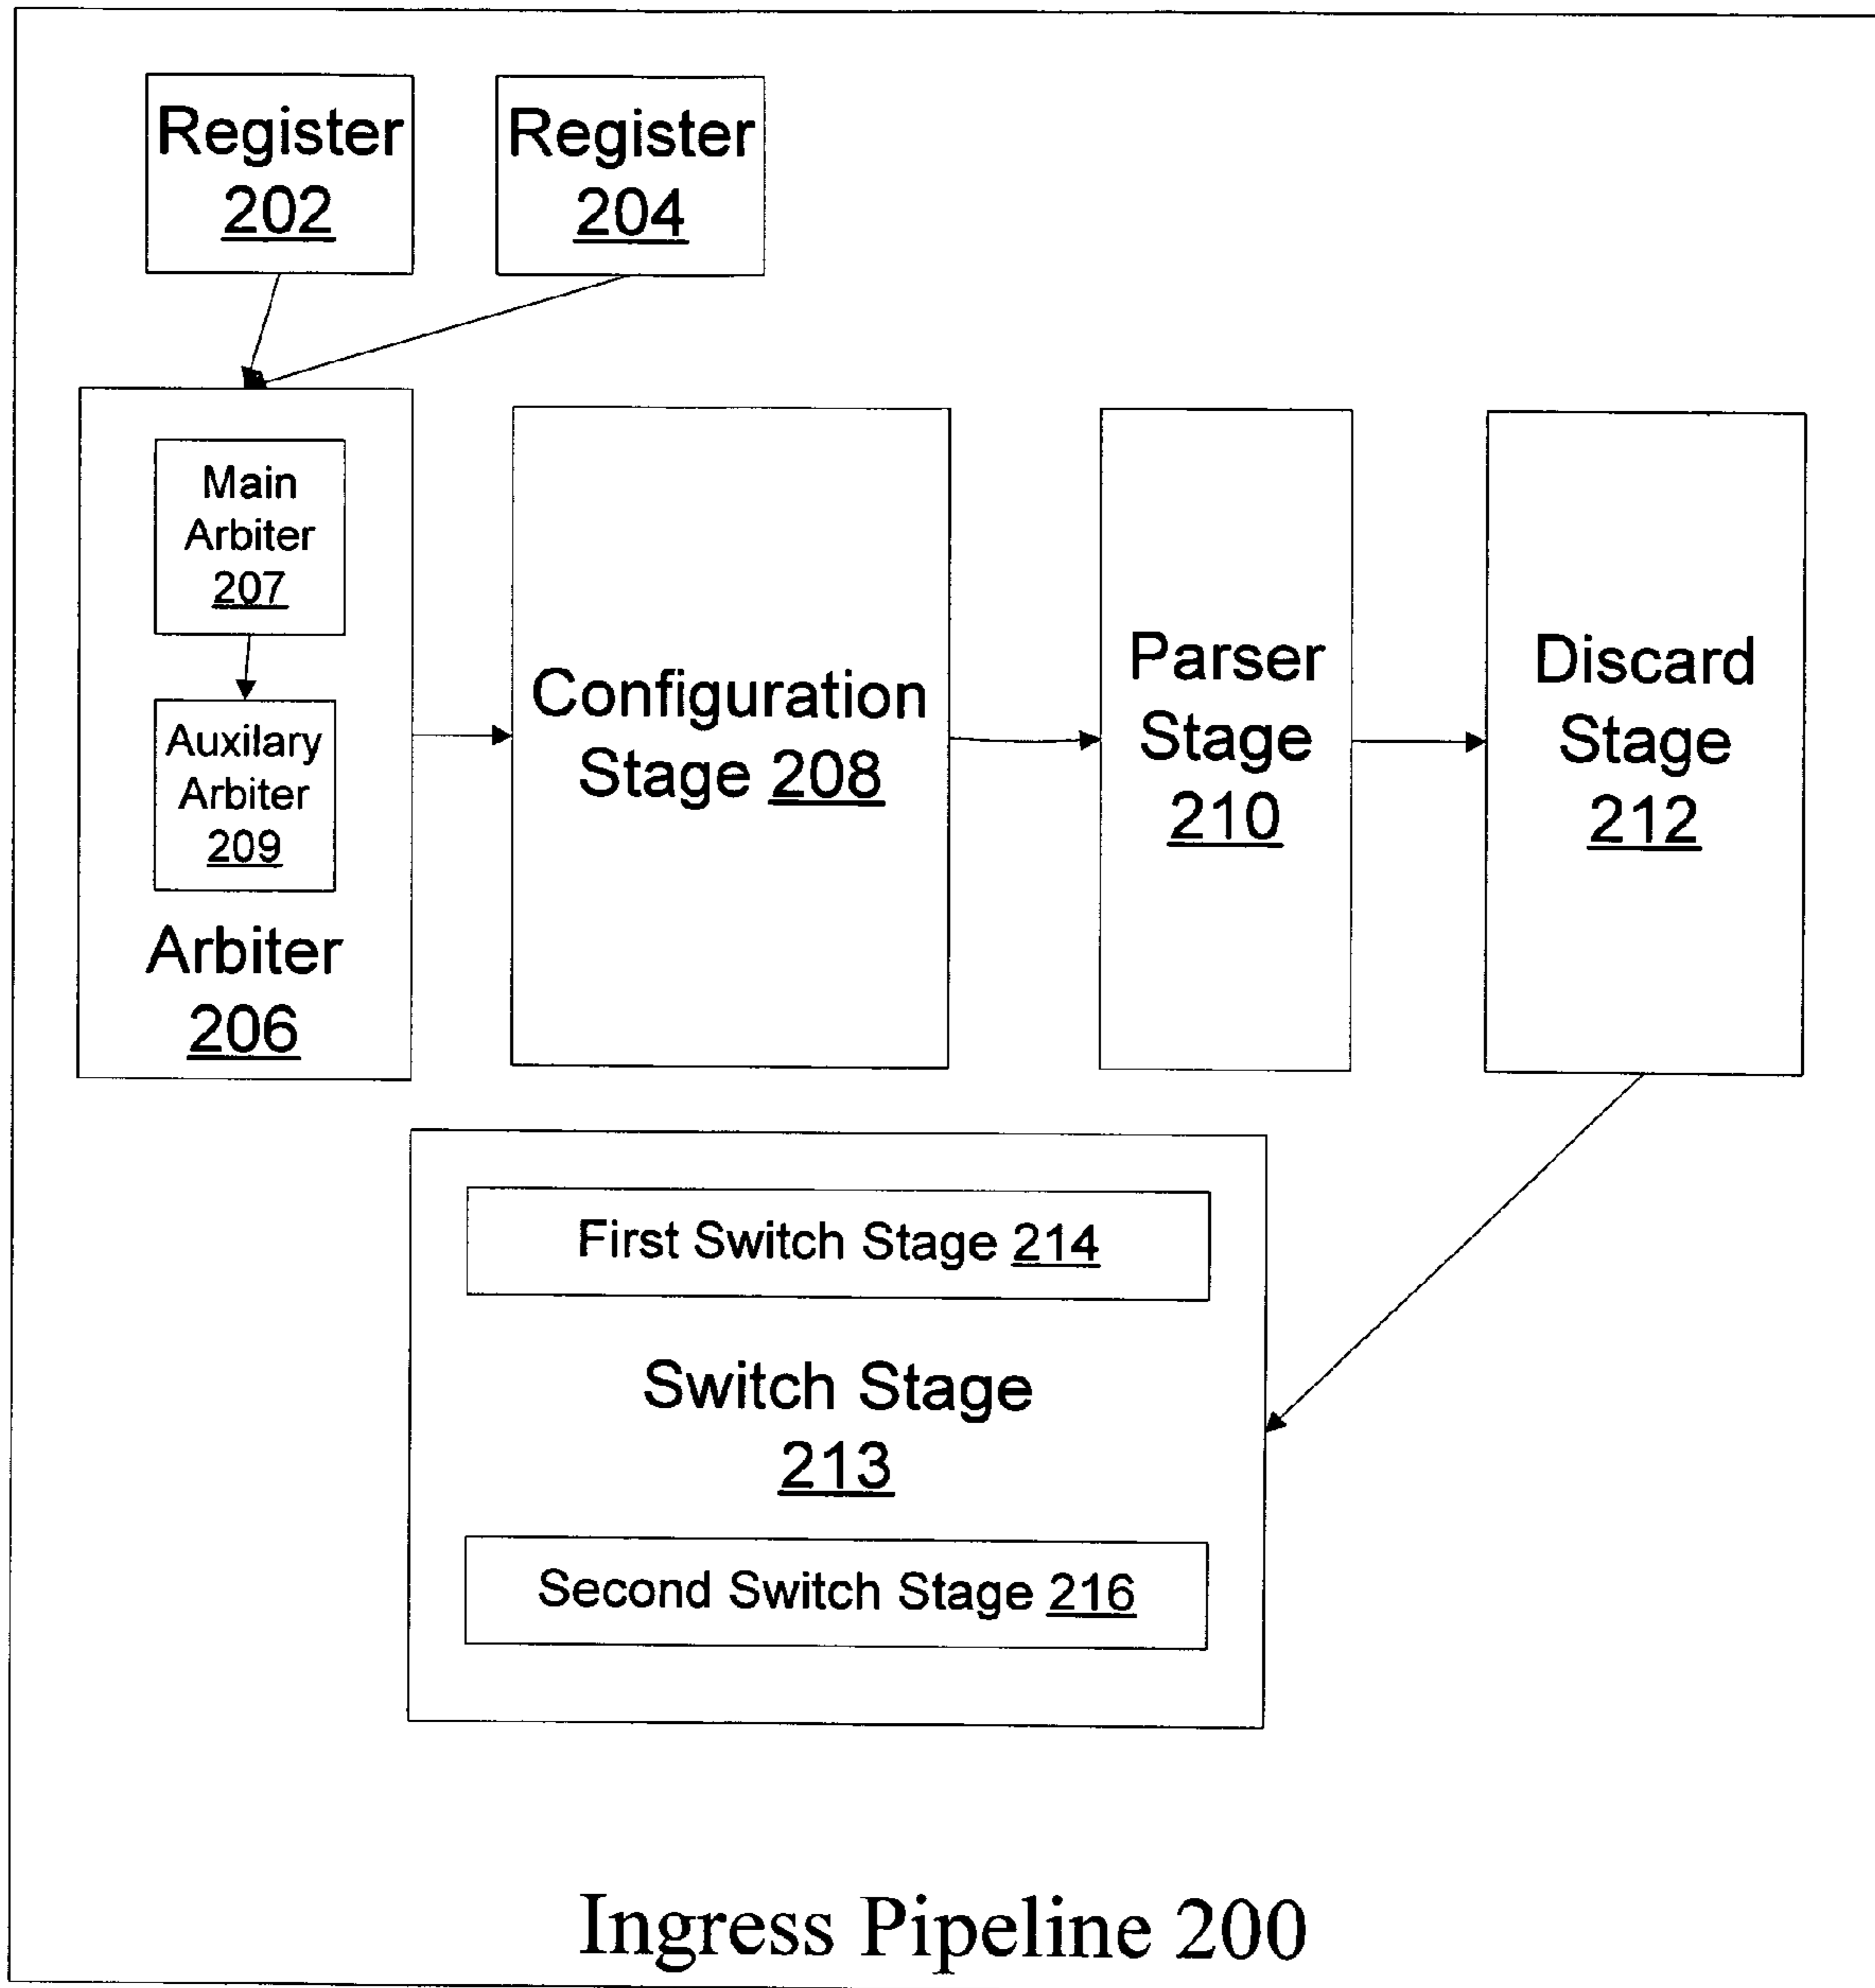 Register
202
Register
204
Main
Arbiter
207
Auxilary
Arbiter
209
Arbiter
206
Configuration
Stage 208
Parser
Stage
210
Discard
Stage
212
First Switch Stage 214
Switch Stage
213
Second Switch Stage 216
Ingress Pipeline 200